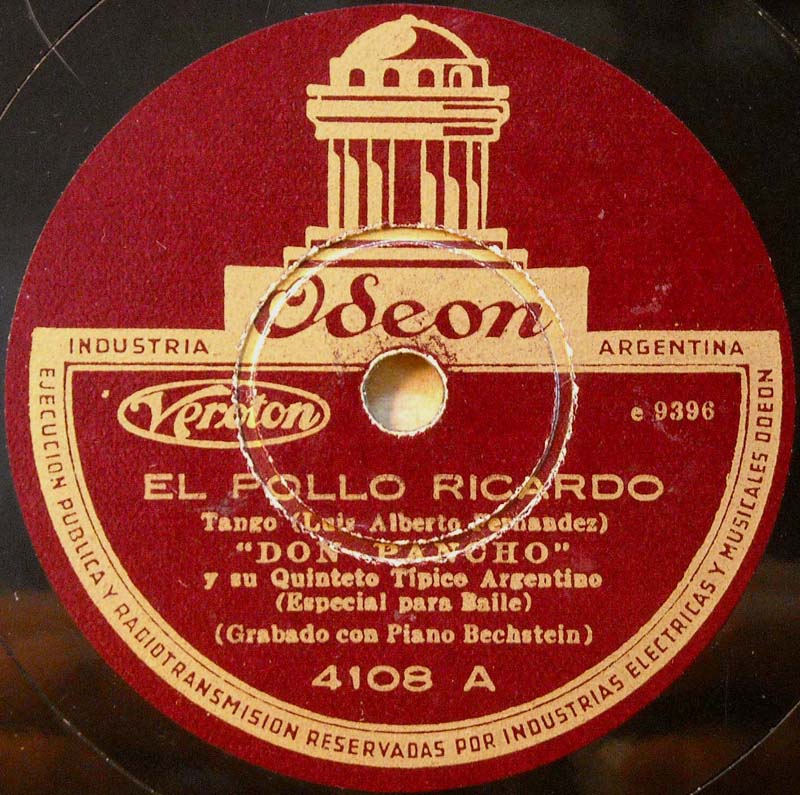 Odeon
INDUSTRIA ARGENTINA
Veroton
e 9396
EL POLLO RICARDO
Tango (Luis Alberto Fernandez)
"DON PANCHO"
y su Quinteto Típico Argentino
(Especial para Baile)
(Grabado con Piano Bechstein)
4108 A
EJECUCION PUBLICA Y RADIOTRANSMISION RESERVADAS POR INDUSTRIAS ELECTRICAS Y MUSICALES ODEON